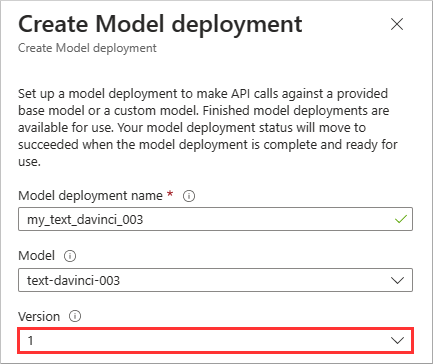 Create Model deployment
Create Model deployment
Set up a model deployment to make API calls against a provided
base model or a custom model. Finished model deployments are
available for use. Your model deployment status will move to
succeeded when the model deployment is complete and ready for
use.
Model deployment name *
my_text_davinci_003
Model
text-davinci-003
Version
1